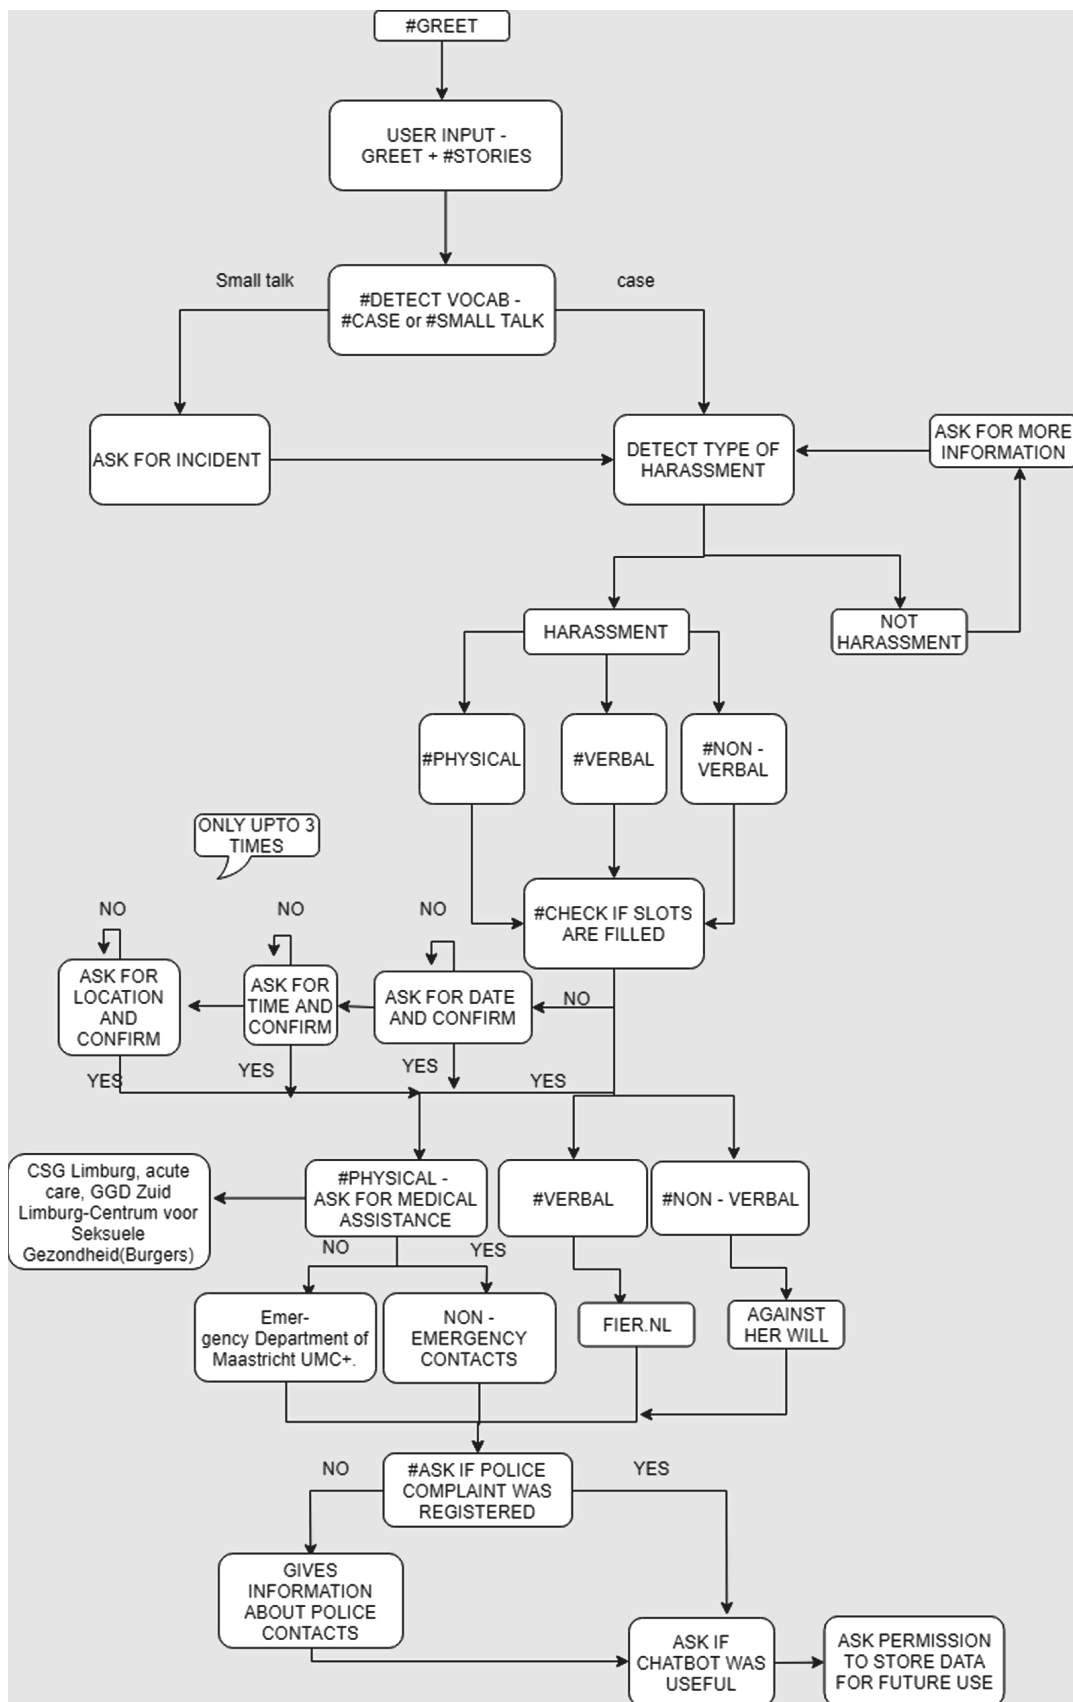 #GREET
USER INPUT -
GREET + #STORIES
Small talk
case
#DETECT VOCAB -
#CASE or #SMALL TALK
ASK FOR INCIDENT
DETECT TYPE OF
HARASSMENT
ASK FOR MORE
INFORMATION
HARASSMENT
NOT
HARASSMENT
#PHYSICAL
#VERBAL
#NON -
VERBAL
ONLY UPTO 3
TIMES
NO
NO
NO
#CHECK IF SLOTS
ARE FILLED
ASK FOR
LOCATION
AND
CONFIRM
ASK FOR
TIME AND
CONFIRM
ASK FOR DATE
AND CONFIRM
NO
YES
YES
YES
YES
CSG Limburg, acute
care, GGD Zuid
Limburg-Centrum voor
Seksuele
Gezondheid(Burgers)
#PHYSICAL -
ASK FOR MEDICAL
ASSISTANCE
#VERBAL
#NON - VERBAL
NO
YES
Emer-
gency Department of
Maastricht UMC+.
NON -
EMERGENCY
CONTACTS
FIER.NL
AGAINST
HER WILL
NO
#ASK IF POLICE
COMPLAINT WAS
REGISTERED
YES
GIVES
INFORMATION
ABOUT POLICE
CONTACTS
ASK IF
CHATBOT WAS
USEFUL
ASK PERMISSION
TO STORE DATA
FOR FUTURE USE